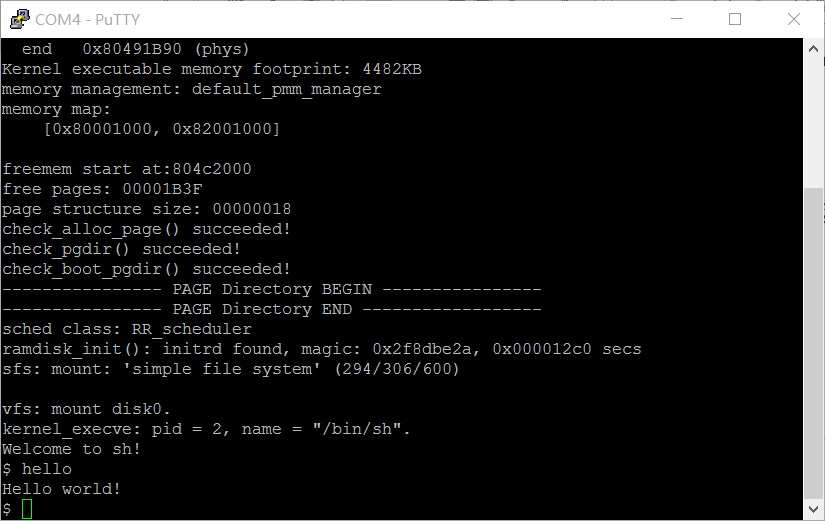 COM4 - PuTTY
end 0x80491B90 (phys)
Kernel executable memory footprint: 4482KB
memory management: default_pmm_manager
memory map:
[0x80001000, 0x82001000]
freemem start at:804c2000
free pages: 00001B3F
page structure size: 00000018
check_alloc_page() succeeded!
check_pgdir() succeeded!
check_boot_pgdir() succeeded!
---------------- PAGE Directory BEGIN ----------------
---------------- PAGE Directory END ------------------
sched class: RR_scheduler
ramdisk_init(): initrd found, magic: 0x2f8dbe2a, 0x000012c0 secs
sfs: mount: 'simple file system' (294/306/600)
vfs: mount disk0.
kernel_execve: pid = 2, name = "/bin/sh".
Welcome to sh!
$ hello
Hello world!
$